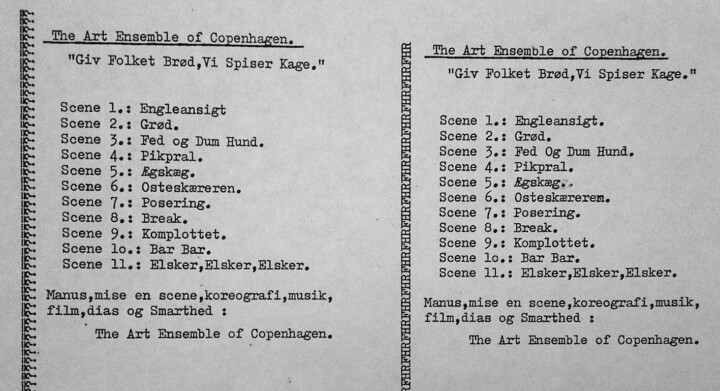 The Art Ensemble of Copenhagen.
"Giv Folket Brød,Vi Spiser Kage."
Scene 1.: Engleansigt
Scene 2.: Grød.
Scene 3.: Fed og Dum Hund.
Scene 4.: Pikpral.
Scene 5.: Ægskæg.
Scene 6.: Osteskæreren.
Scene 7.: Posering.
Scene 8.: Break.
Scene 9.: Komplottet.
Scene 1o.: Bar Bar.
Scene 11.: Elsker,Elsker,Elsker.
Manus,mise en scene,koreografi,musik,
film,dias og Smarthed :
The Art Ensemble of Copenhagen.
The Art Ensemble of Copenhagen.
"Giv Folket Brød,Vi Spiser Kage."
Scene 1.: Engleansigt.
Scene 2.: Grød.
Scene 3.: Fed Og Dum Hund.
Scene 4.: Pikpral.
Scene 5.: Ægskæg.
Scene 6.: Osteskæreren.
Scene 7.: Posering.
Scene 8.: Break.
Scene 9.: Komplottet.
Scene 1o.: Bar Bar.
Scene 11.: Elsker,Elsker,Elsker.
Manus,mise en scene,koreografi,musik,
film,dias og Smarthed :
The Art Ensemble of Copenhagen.